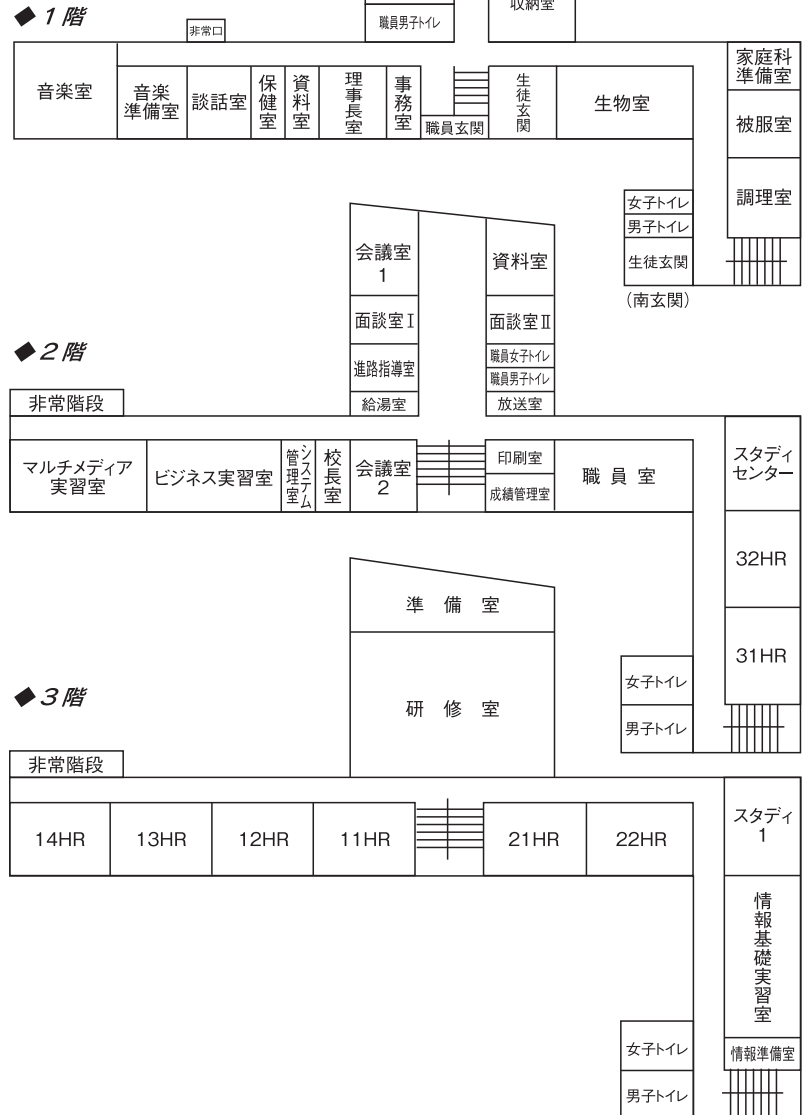 ◆1階
収納室
職員男子トイレ
非常口
音楽室
音楽
準備室
談話室
保健室
資料室
理事長室
事務室
職員玄関
生徒玄関
生物室
家庭科
準備室
被服室
調理室
女子トイレ
男子トイレ
生徒玄関
(南玄関)
◆2階
会議室
1
面談室Ⅰ
進路指導室
給湯室
資料室
面談室Ⅱ
職員女子トイレ
職員男子トイレ
放送室
非常階段
マルチメディア
実習室
ビジネス実習室
システム
管理室
校長室
会議室
2
印刷室
成績管理室
職員室
スタディ
センター
32HR
31HR
女子トイレ
男子トイレ
◆3階
準備室
研修室
非常階段
14HR
13HR
12HR
11HR
21HR
22HR
スタディ
1
情報基礎実習室
情報準備室
女子トイレ
男子トイレ